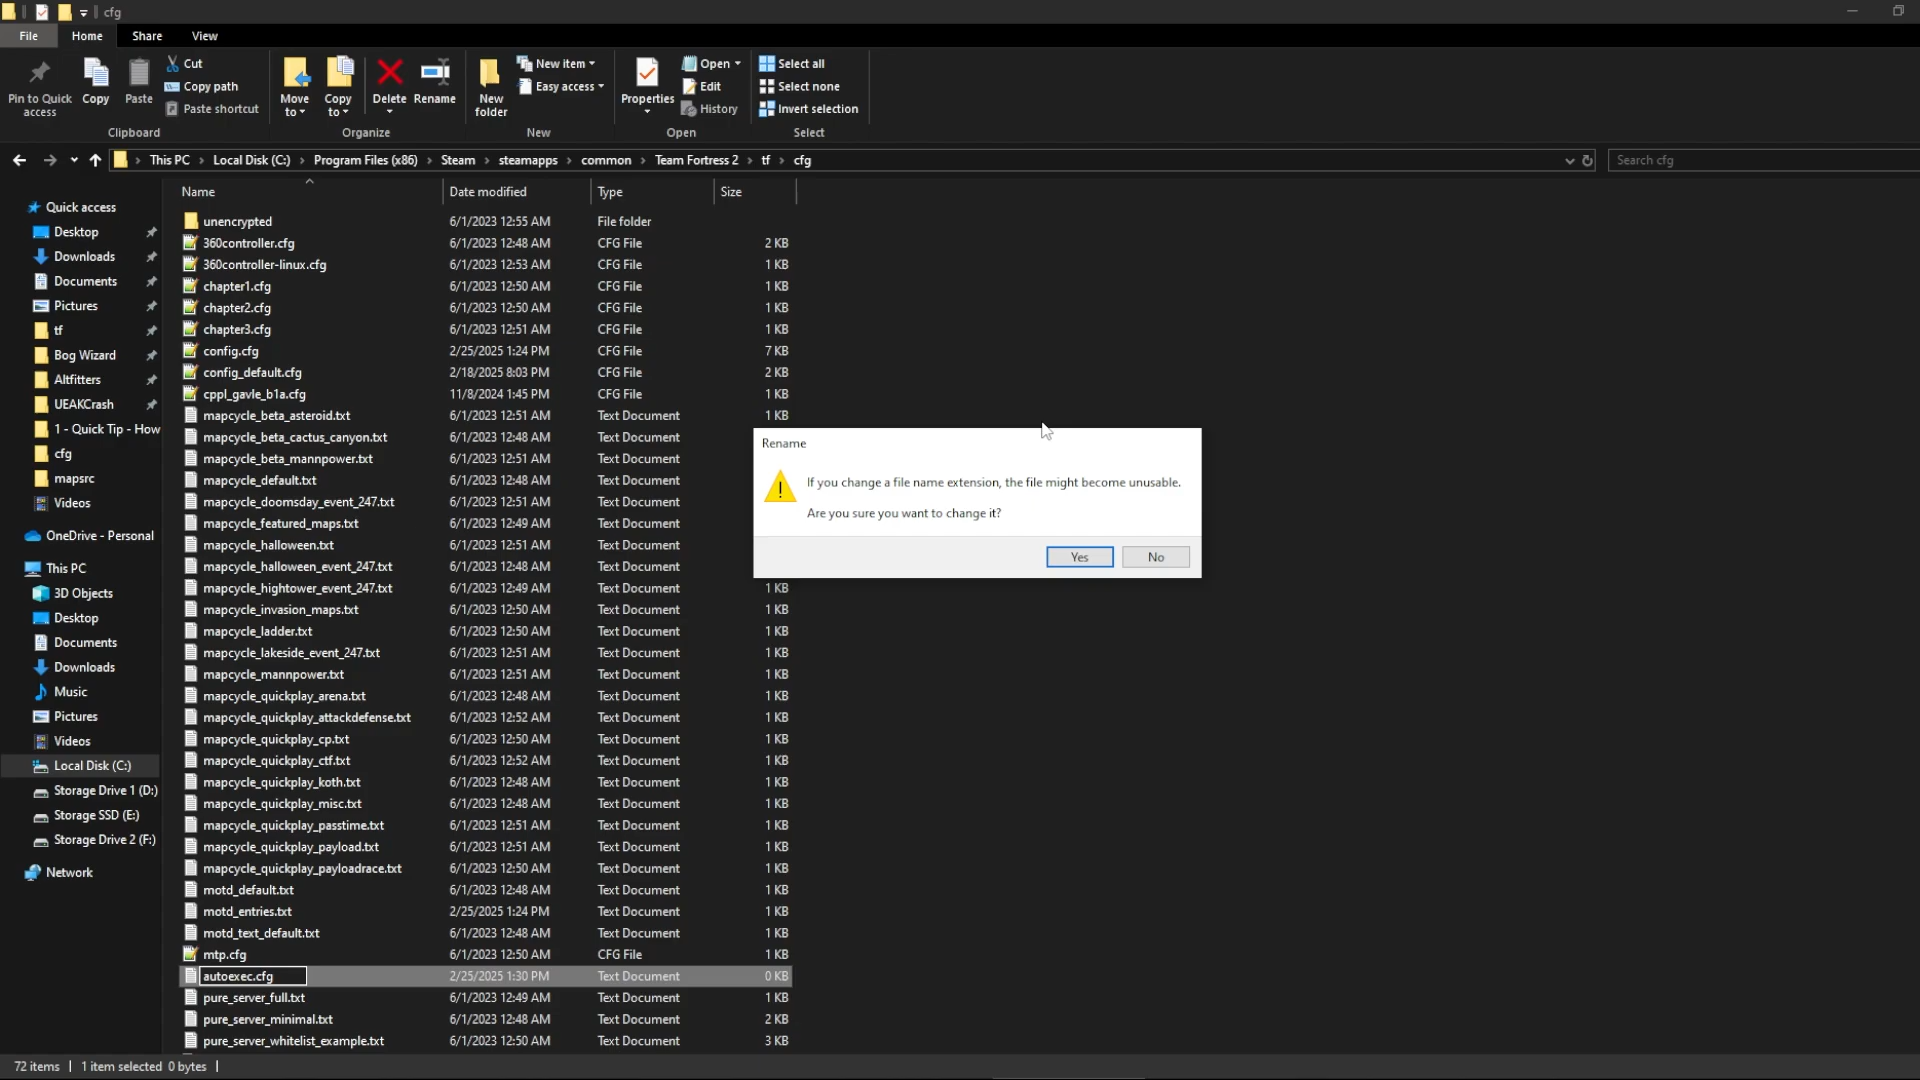 cfg
File Home Share View
Pin to Quick access
Copy
Paste
Cut
Copy path
Paste shortcut
Clipboard
Move to
Copy to
Delete
Rename
Organize
New folder
New item
Easy access
New
Properties
Open
Edit
History
Open
Select all
Select none
Invert selection
Select
This PC > Local Disk (C:) > Program Files (x86) > Steam > steamapps > common > Team Fortress 2 > tf > cfg
Search cfg
Quick access
Desktop
Downloads
Documents
Pictures
tf
Bog Wizard
Altfitters
UEAKCrash
1 - Quick Tip - How
cfg
mapsrc
Videos
OneDrive - Personal
This PC
3D Objects
Desktop
Documents
Downloads
Music
Pictures
Videos
Local Disk (C:)
Storage Drive 1 (D:)
Storage SSD (E:)
Storage Drive 2 (F:)
Network
Name Date modified Type Size
unencrypted 6/1/2023 12:55 AM File folder
360controller.cfg 6/1/2023 12:48 AM CFG File 2 KB
360controller-linux.cfg 6/1/2023 12:53 AM CFG File 1 KB
chapter1.cfg 6/1/2023 12:50 AM CFG File 1 KB
chapter2.cfg 6/1/2023 12:50 AM CFG File 1 KB
chapter3.cfg 6/1/2023 12:51 AM CFG File 1 KB
config.cfg 2/25/2025 1:24 PM CFG File 7 KB
config_default.cfg 2/18/2025 8:03 PM CFG File 2 KB
cppl_gavle_b1a.cfg 11/8/2024 1:45 PM CFG File 1 KB
mapcycle_beta_asteroid.txt 6/1/2023 12:51 AM Text Document 1 KB
mapcycle_beta_cactus_canyon.txt 6/1/2023 12:48 AM Text Document
mapcycle_beta_mannpower.txt 6/1/2023 12:51 AM Text Document
mapcycle_default.txt 6/1/2023 12:48 AM Text Document
mapcycle_doomsday_event_247.txt 6/1/2023 12:51 AM Text Document
mapcycle_featured_maps.txt 6/1/2023 12:49 AM Text Document
mapcycle_halloween.txt 6/1/2023 12:51 AM Text Document
mapcycle_halloween_event_247.txt 6/1/2023 12:48 AM Text Document
mapcycle_hightower_event_247.txt 6/1/2023 12:49 AM Text Document 1 KB
mapcycle_invasion_maps.txt 6/1/2023 12:50 AM Text Document 1 KB
mapcycle_ladder.txt 6/1/2023 12:50 AM Text Document 1 KB
mapcycle_lakeside_event_247.txt 6/1/2023 12:51 AM Text Document 1 KB
mapcycle_mannpower.txt 6/1/2023 12:51 AM Text Document 1 KB
mapcycle_quickplay_arena.txt 6/1/2023 12:48 AM Text Document 1 KB
mapcycle_quickplay_attackdefense.txt 6/1/2023 12:52 AM Text Document 1 KB
mapcycle_quickplay_cp.txt 6/1/2023 12:50 AM Text Document 1 KB
mapcycle_quickplay_ctf.txt 6/1/2023 12:52 AM Text Document 1 KB
mapcycle_quickplay_koth.txt 6/1/2023 12:48 AM Text Document 1 KB
mapcycle_quickplay_misc.txt 6/1/2023 12:48 AM Text Document 1 KB
mapcycle_quickplay_passtime.txt 6/1/2023 12:51 AM Text Document 1 KB
mapcycle_quickplay_payload.txt 6/1/2023 12:51 AM Text Document 1 KB
mapcycle_quickplay_payloadrace.txt 6/1/2023 12:50 AM Text Document 1 KB
motd_default.txt 6/1/2023 12:48 AM Text Document 1 KB
motd_entries.txt 2/25/2025 1:24 PM Text Document 1 KB
motd_text_default.txt 6/1/2023 12:48 AM Text Document 1 KB
mtp.cfg 6/1/2023 12:50 AM CFG File 1 KB
autoexec.cfg 2/25/2025 1:30 PM Text Document 0 KB
pure_server_full.txt 6/1/2023 12:49 AM Text Document 1 KB
pure_server_minimal.txt 6/1/2023 12:48 AM Text Document 2 KB
pure_server_whitelist_example.txt 6/1/2023 12:50 AM Text Document 3 KB
Rename
If you change a file name extension, the file might become unusable.
Are you sure you want to change it?
Yes No
72 items | 1 item selected 0 bytes |